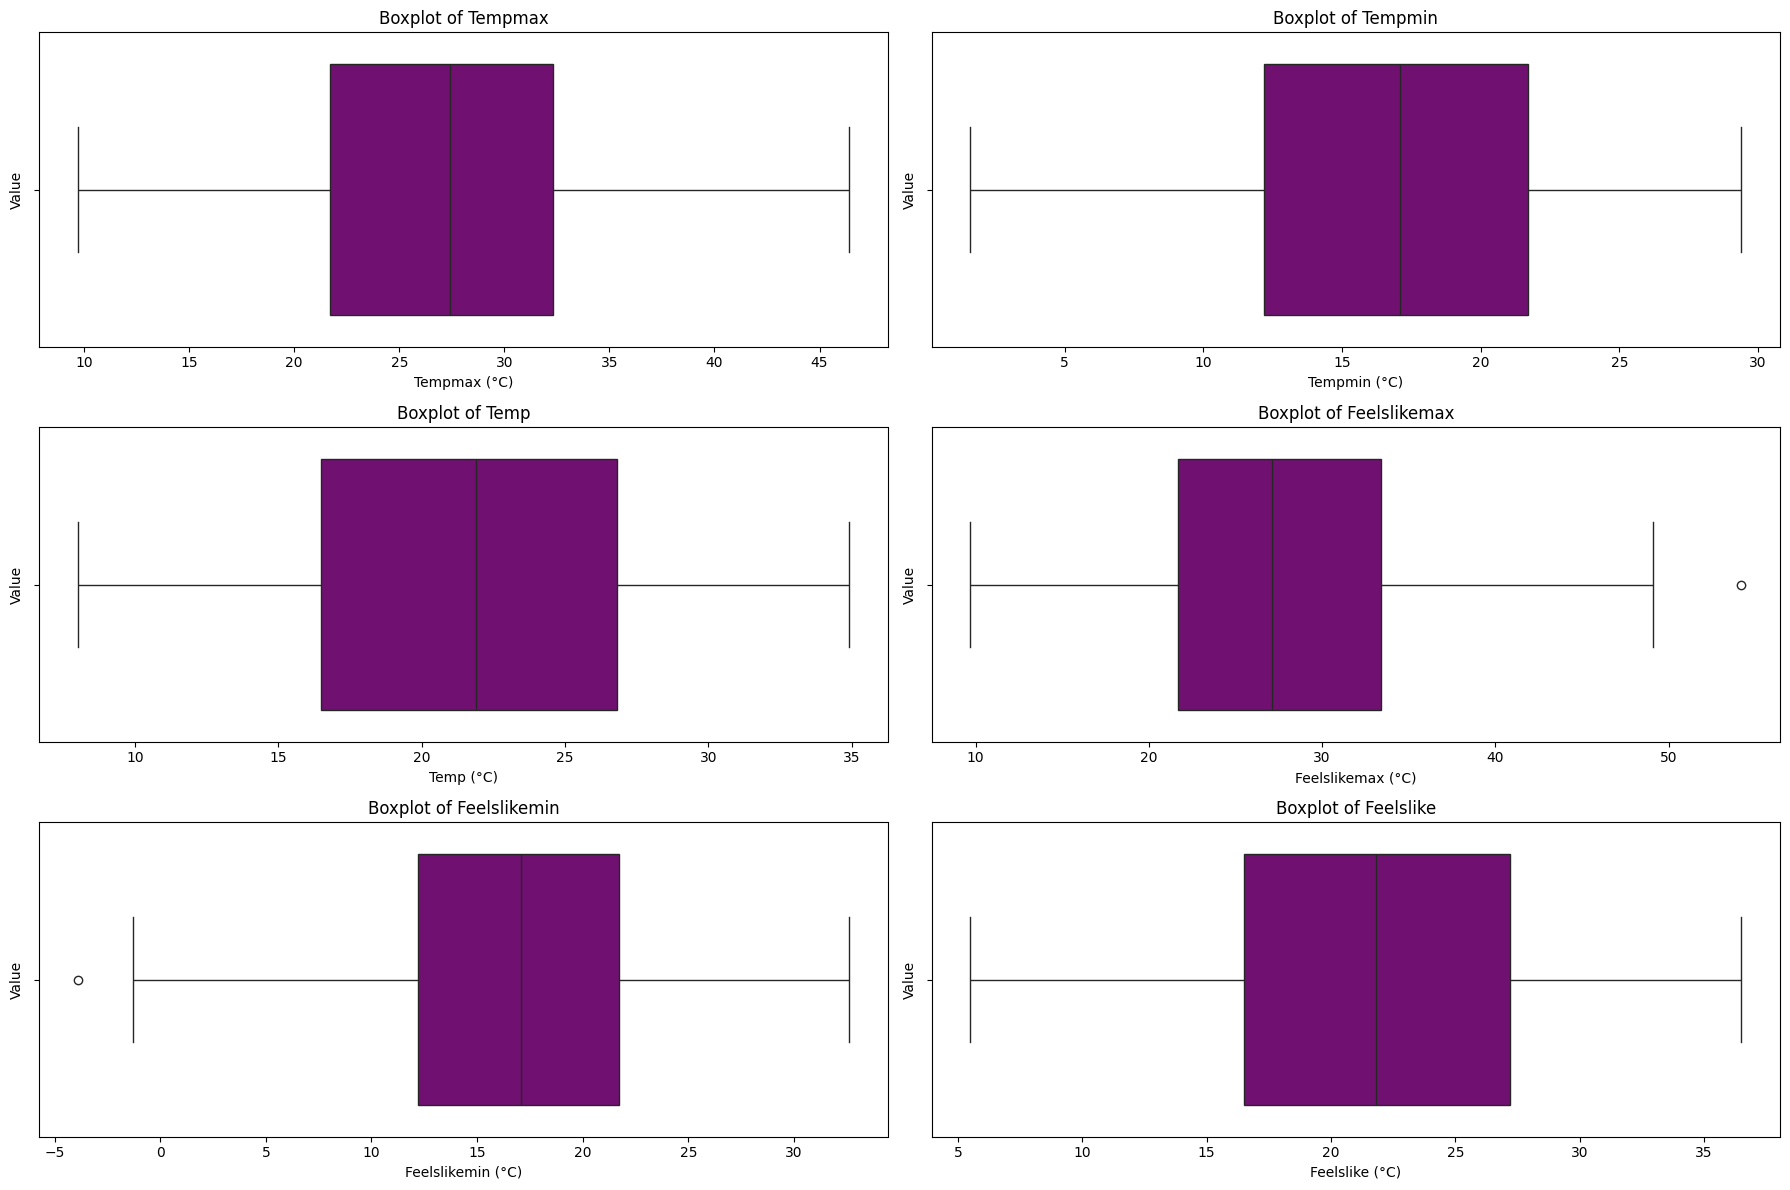 Boxplot of Tempmax
Value
10 15 20 25 30 35 40 45
Tempmax (°C)
Boxplot of Tempmin
Value
5 10 15 20 25 30
Tempmin (°C)
Boxplot of Temp
Value
10 15 20 25 30 35
Temp (°C)
Boxplot of Feelslikemax
Value
10 20 30 40 50
Feelslikemax (°C)
Boxplot of Feelslikemin
Value
−5 0 5 10 15 20 25 30
Feelslikemin (°C)
Boxplot of Feelslike
Value
5 10 15 20 25 30 35
Feelslike (°C)